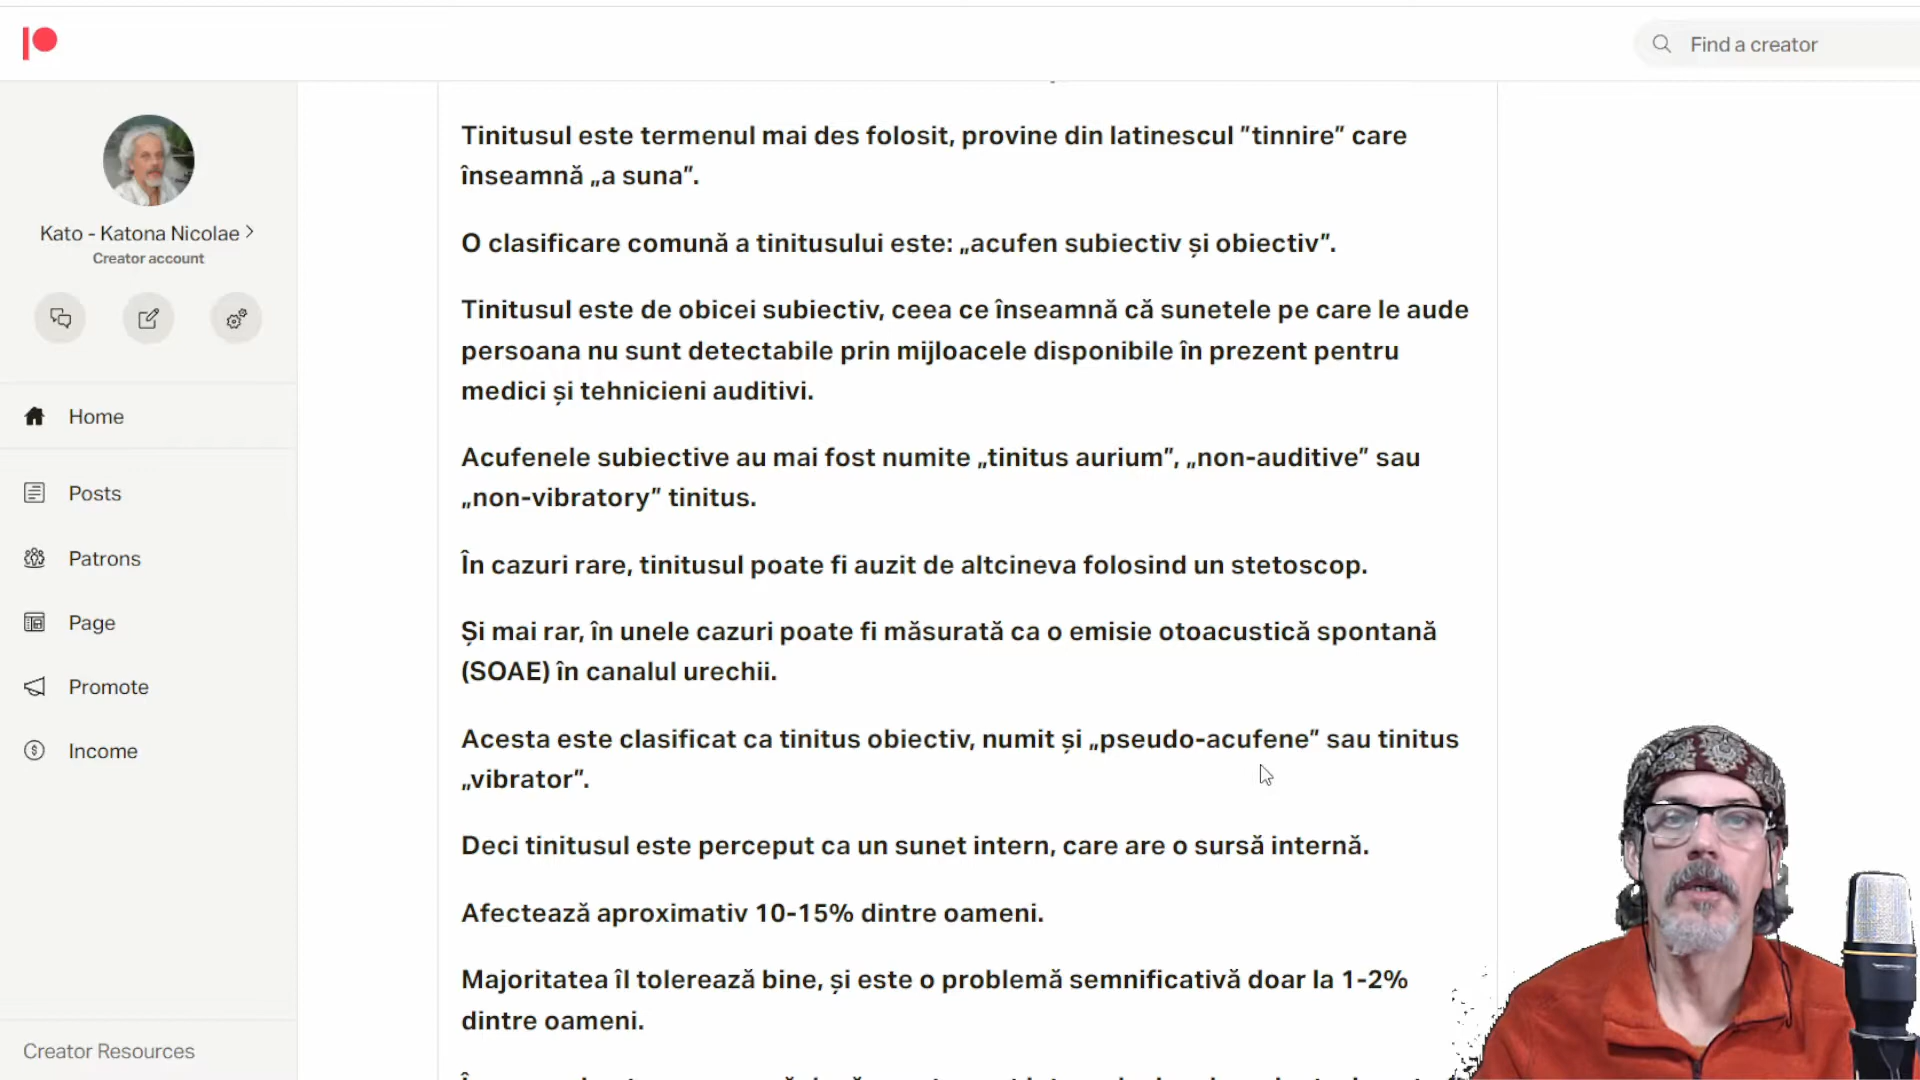 Find a creator
Kato - Katona Nicolae
Creator account
Home
Posts
Patrons
Page
Promote
Income
Creator Resources
Tinitusul este termenul mai des folosit, provine din latinescul ”tinnire” care
înseamnă „a suna”.
O clasificare comună a tinitusului este: „acufen subiectiv și obiectiv”.
Tinitusul este de obicei subiectiv, ceea ce înseamnă că sunetele pe care le aude
persoana nu sunt detectabile prin mijloacele disponibile în prezent pentru
medici și tehnicieni auditivi.
Acufenele subiective au mai fost numite „tinitus aurium”, „non-auditive” sau
„non-vibratory” tinitus.
În cazuri rare, tinitusul poate fi auzit de altcineva folosind un stetoscop.
Și mai rar, în unele cazuri poate fi măsurată ca o emisie otoacustică spontană
(SOAE) în canalul urechii.
Acesta este clasificat ca tinitus obiectiv, numit și „pseudo-acufene” sau tinitus
„vibrator”.
Deci tinitusul este perceput ca un sunet intern, care are o sursă internă.
Afectează aproximativ 10-15% dintre oameni.
Majoritatea îl tolerează bine, și este o problemă semnificativă doar la 1-2%
dintre oameni.